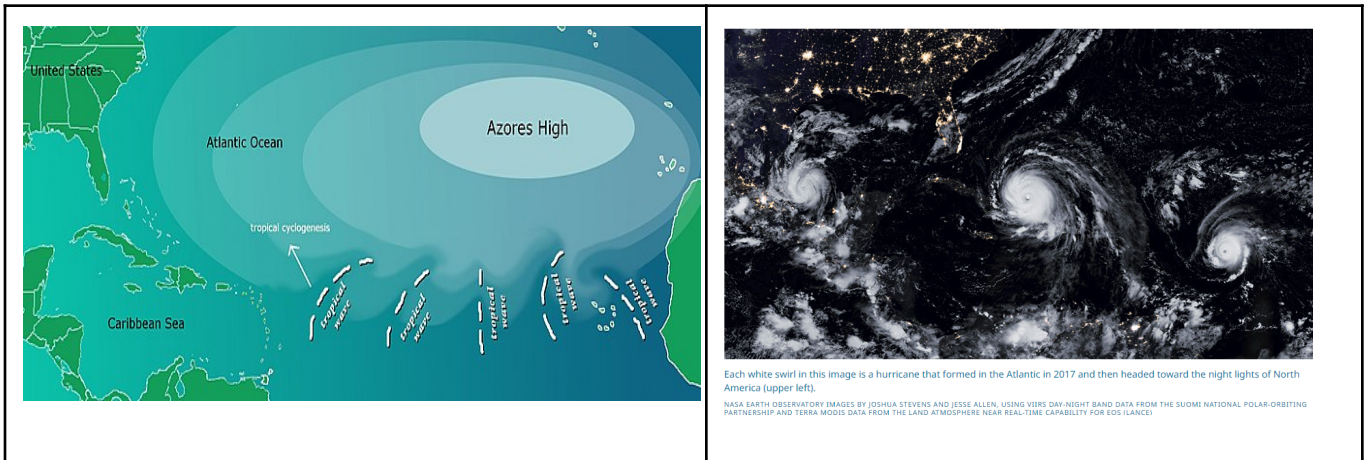 United States
Azores High
Atlantic Ocean
tropical cyclogenesis
tropical
wave
tropical
wave
tropical
wave
tropical
wave
tropical
wave
Caribbean Sea
Each white swirl in this image is a hurricane that formed in the Atlantic in 2017 and then headed toward the night lights of North
America (upper left).
NASA EARTH OBSERVATORY IMAGES BY JOSHUA STEVENS AND JESSE ALLEN, USING VIIRS DAY-NIGHT BAND DATA FROM THE SUOMI NATIONAL POLAR-ORBITING
PARTNERSHIP AND TERRA MODIS DATA FROM THE LAND ATMOSPHERE NEAR REAL-TIME CAPABILITY FOR EOS (LANCE)